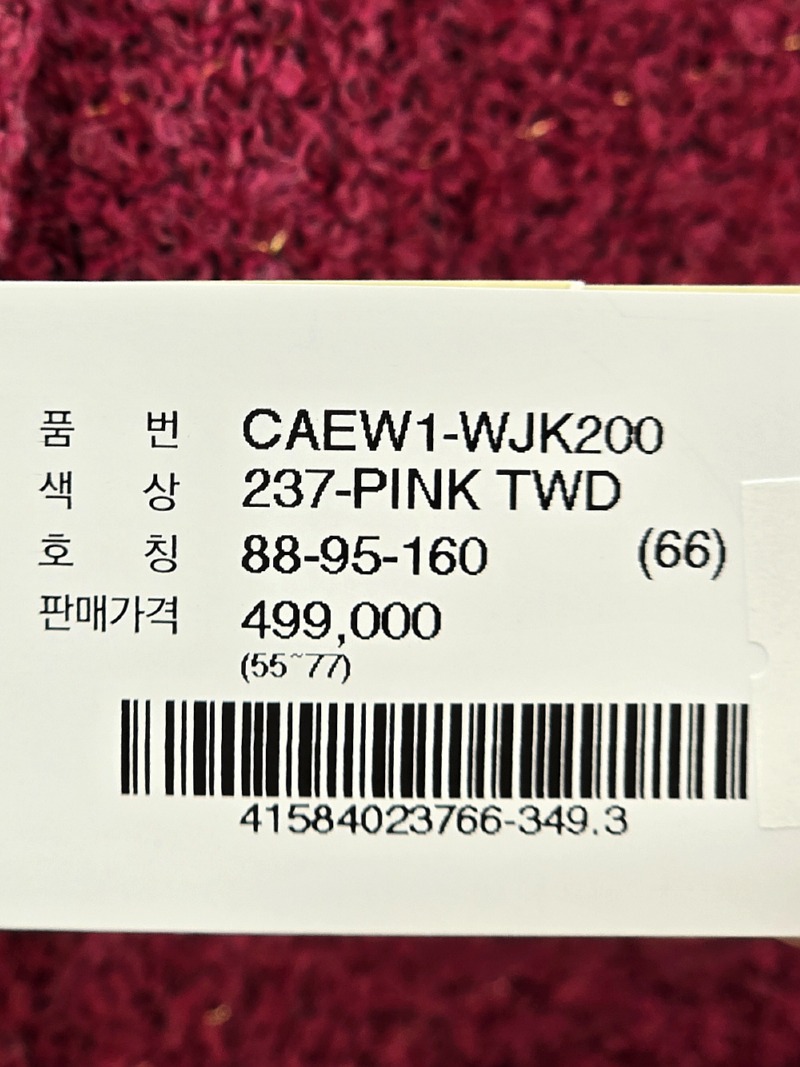 품 번 CAEW1-WJK200
색 상 237-PINK TWD
호 칭 88-95-160 (66)
판매가격 499,000
(55~77)
41584023766-349.3